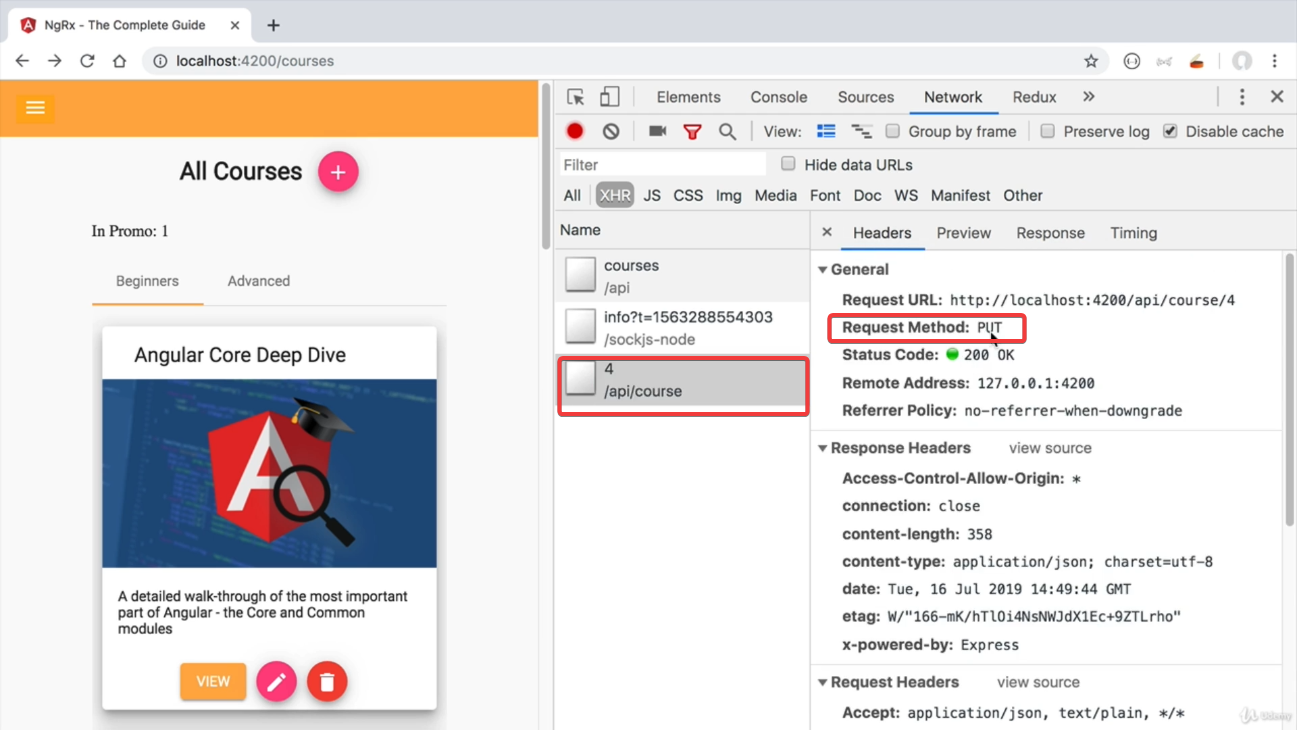 NgRx - The Complete Guide
localhost:4200/courses
All Courses
In Promo: 1
Beginners Advanced
Angular Core Deep Dive
A detailed walk-through of the most important
part of Angular - the Core and Common
modules
VIEW
Elements Console Sources Network Redux
View: Group by frame Preserve log Disable cache
Filter Hide data URLs
All XHR JS CSS Img Media Font Doc WS Manifest Other
Name
courses
/api
info?t=1563288554303
/sockjs-node
4
/api/course
Headers Preview Response Timing
General
Request URL: http://localhost:4200/api/course/4
Request Method: PUT
Status Code: 200 OK
Remote Address: 127.0.0.1:4200
Referrer Policy: no-referrer-when-downgrade
Response Headers view source
Access-Control-Allow-Origin: *
connection: close
content-length: 358
content-type: application/json; charset=utf-8
date: Tue, 16 Jul 2019 14:49:44 GMT
etag: W/"166-mK/hTlOi4NsNWJdX1Ec+9ZTLrho"
x-powered-by: Express
Request Headers view source
Accept: application/json, text/plain, */*
Udemy